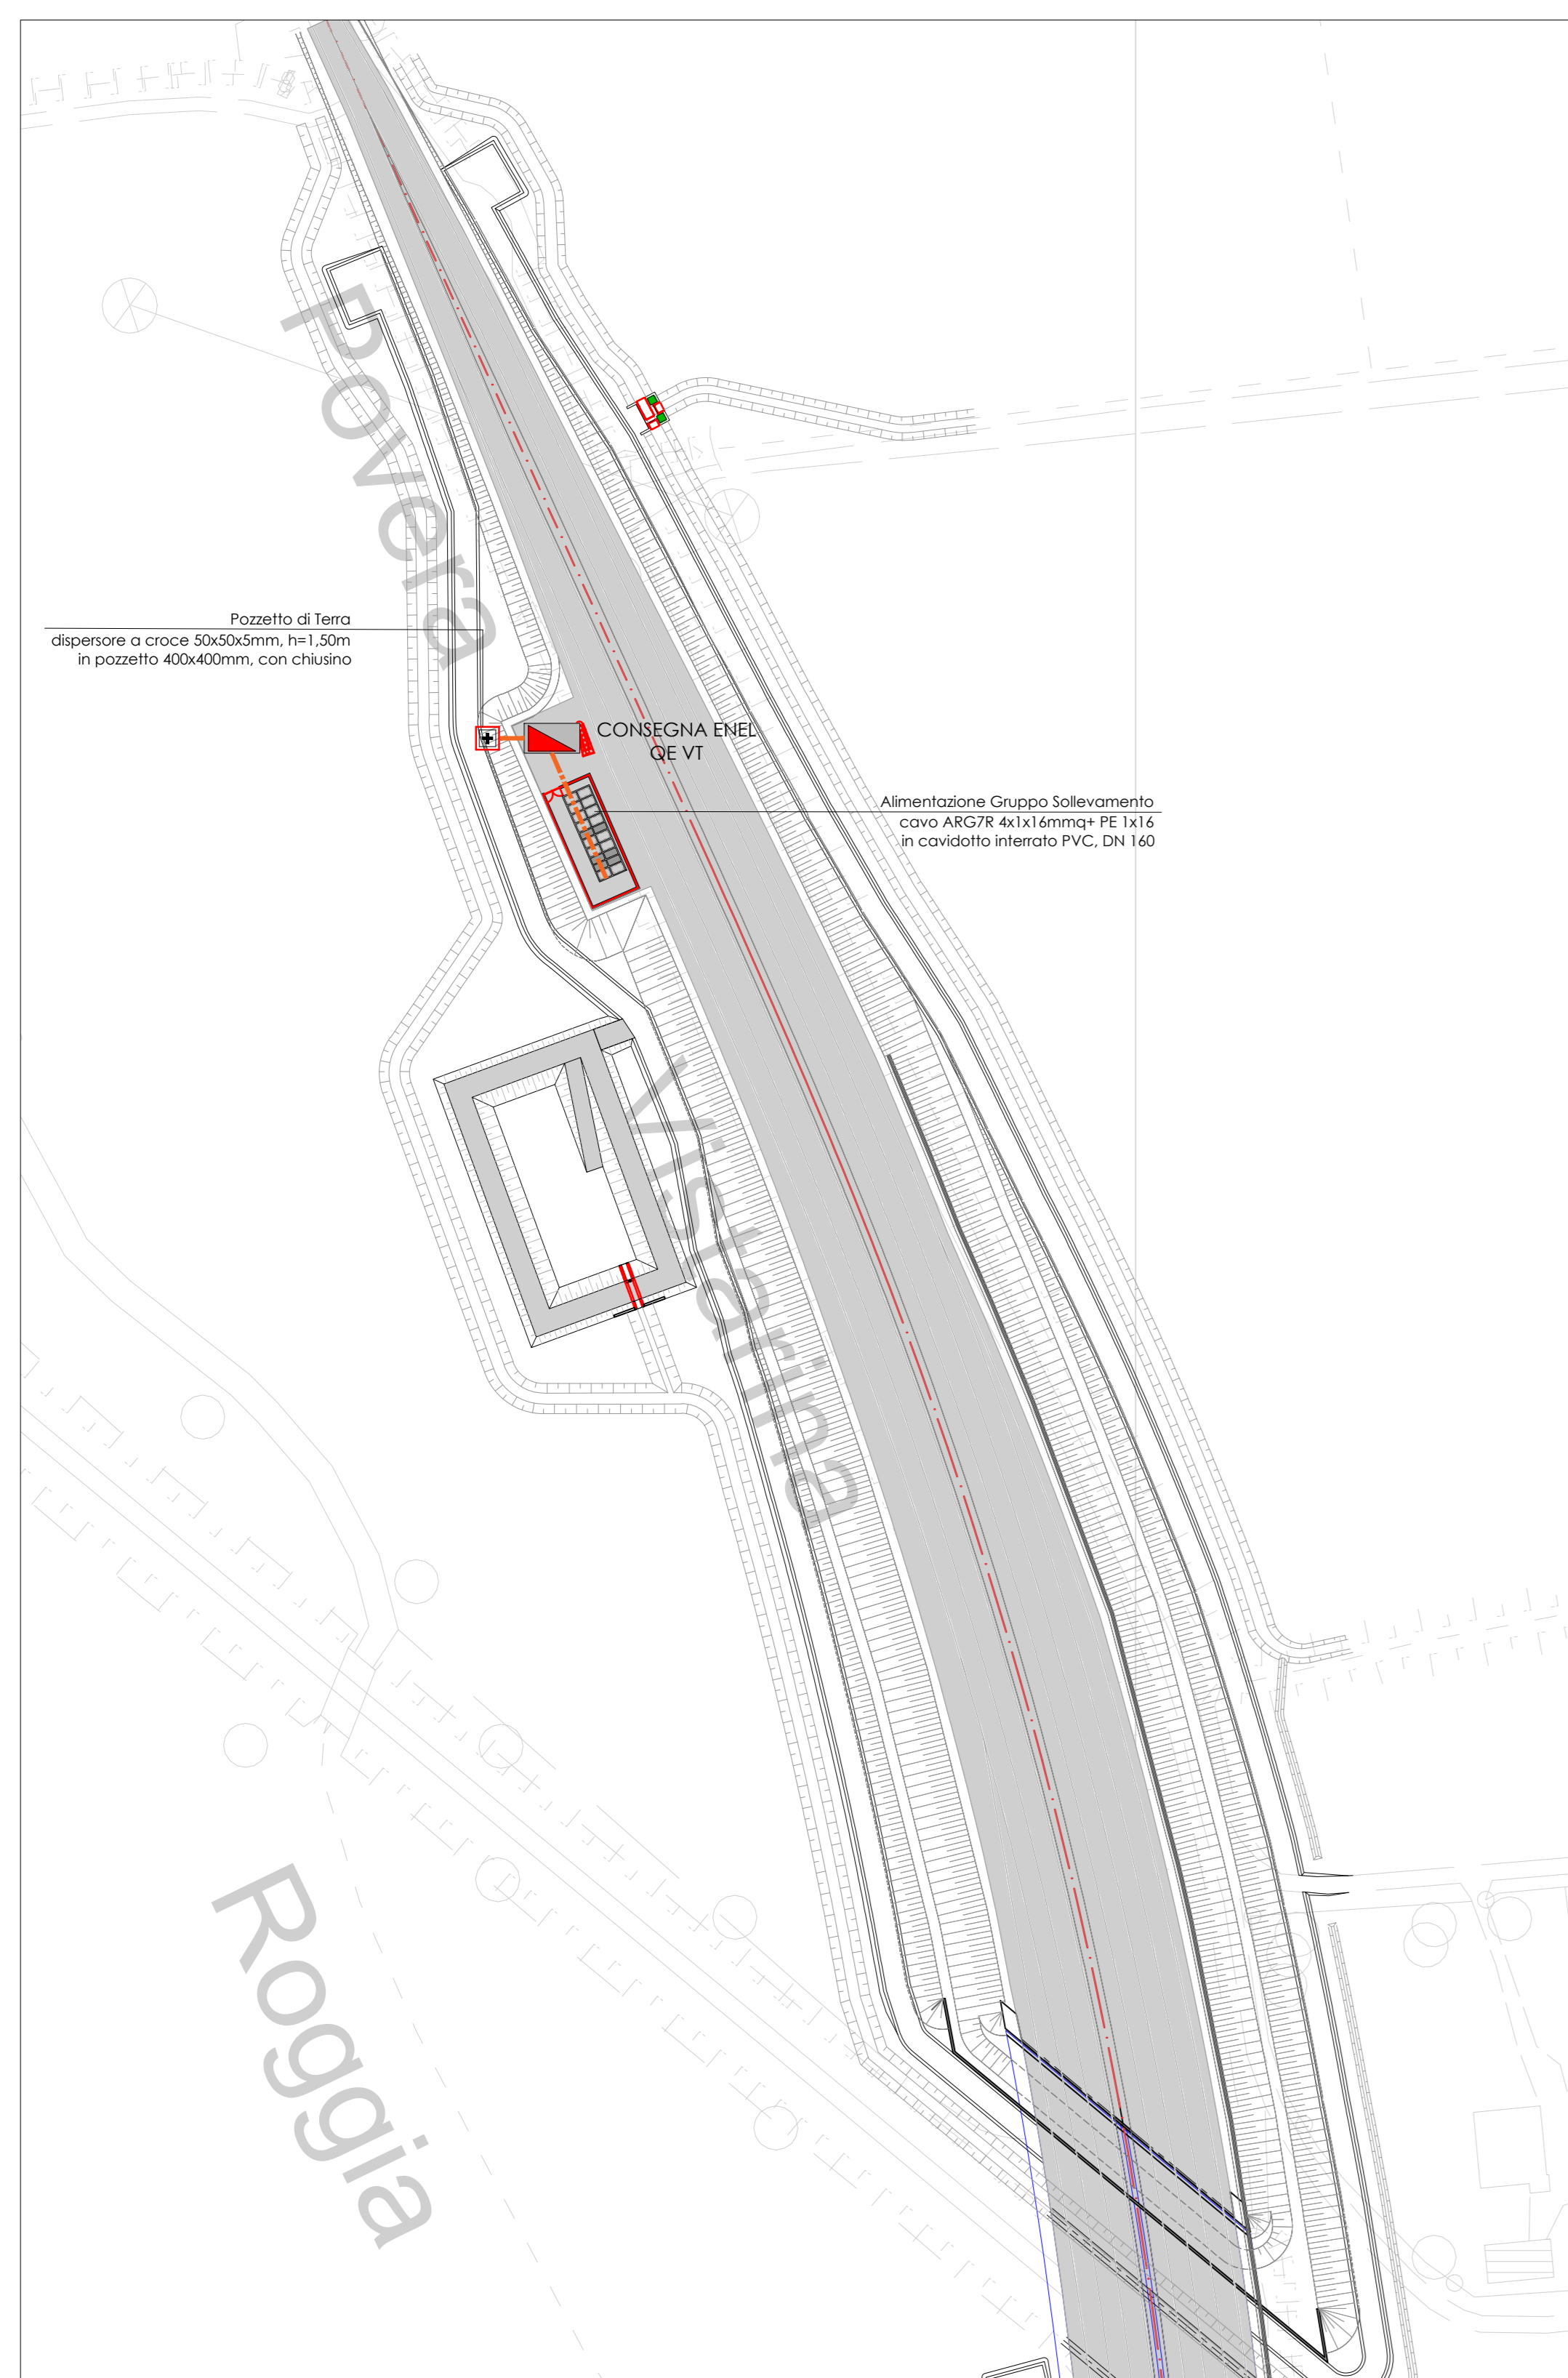 Povera
Pozzetto di Terra
dispersore a croce 50x50x5mm, h=1,50m
in pozzetto 400x400mm, con chiusino
CONSEGNA ENEL
QE VT
Alimentazione Gruppo Sollevamento
cavo ARG7R 4x1x16mmq+ PE 1x16
in cavidotto interrato PVC, DN 160
Vistarina
Roggia